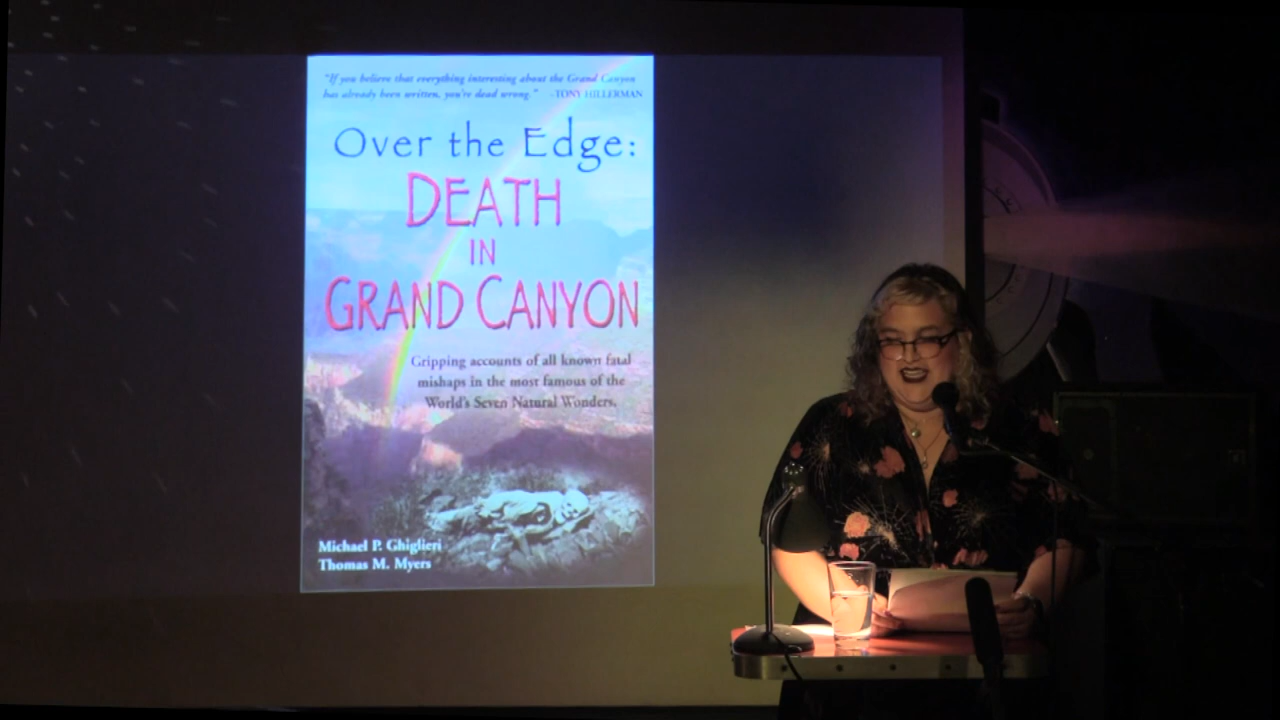 "If you believe that everything interesting about the Grand Canyon
has already been written, you're dead wrong." -TONY HILLERMAN
Over the Edge:
DEATH
IN
GRAND CANYON
Gripping accounts of all known fatal
mishaps in the most famous of the
World's Seven Natural Wonders.
Michael P. Ghiglieri
Thomas M. Myers